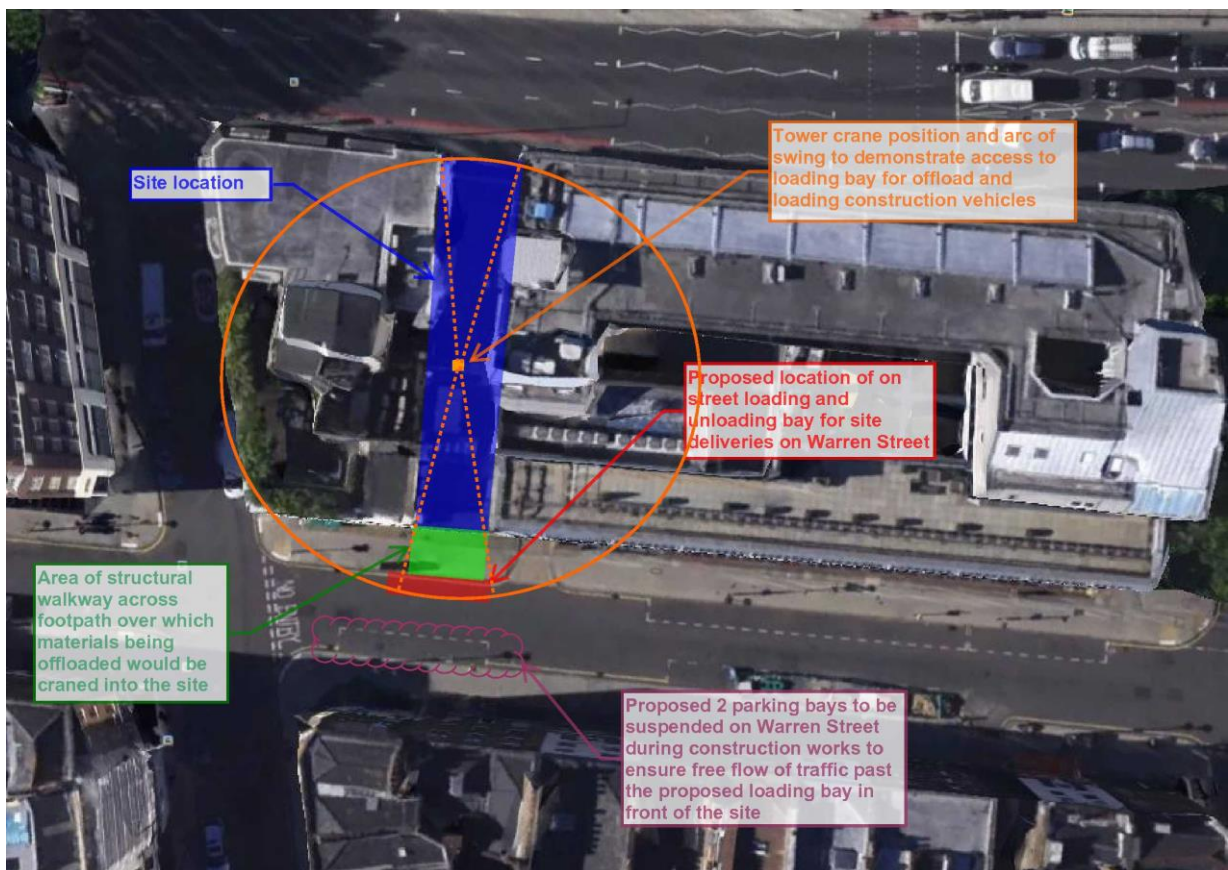 Tower crane position and arc of
swing to demonstrate access to
loading bay for offload and
loading construction vehicles
Site location
Proposed location of on
street loading and
unloading bay for site
deliveries on Warren Street
Area of structural
walkway across
footpath over which
materials being
offloaded would be
craned into the site
NO ENTRY
Proposed 2 parking bays to be
suspended on Warren Street
during construction works to
ensure free flow of traffic past
the proposed loading bay in
front of the site